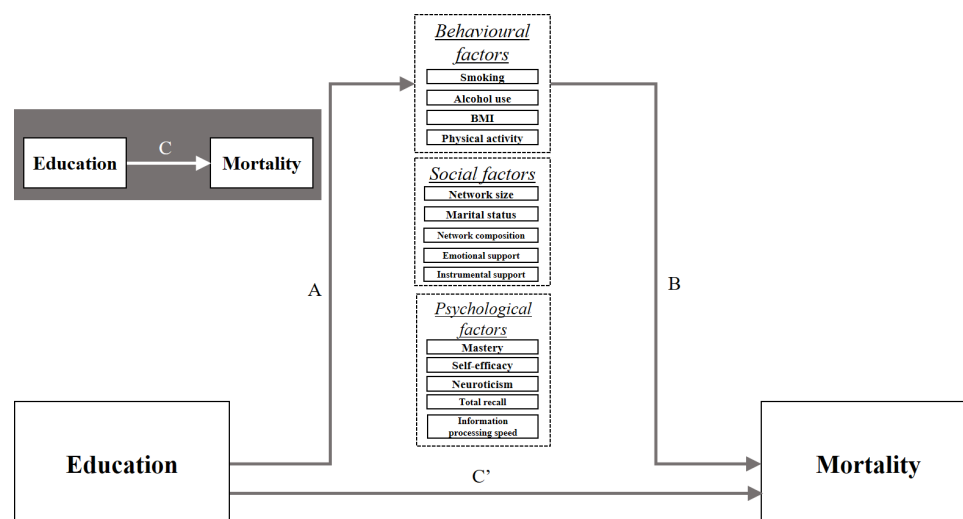 Behavioural
factors
Smoking
Alcohol use
BMI
Physical activity
C
Education
Mortality
Social factors
Network size
Marital status
Network composition
Emotional support
Instrumental support
A
B
Psychological
factors
Mastery
Self-efficacy
Neuroticism
Total recall
Information
processing speed
Education
C’
Mortality